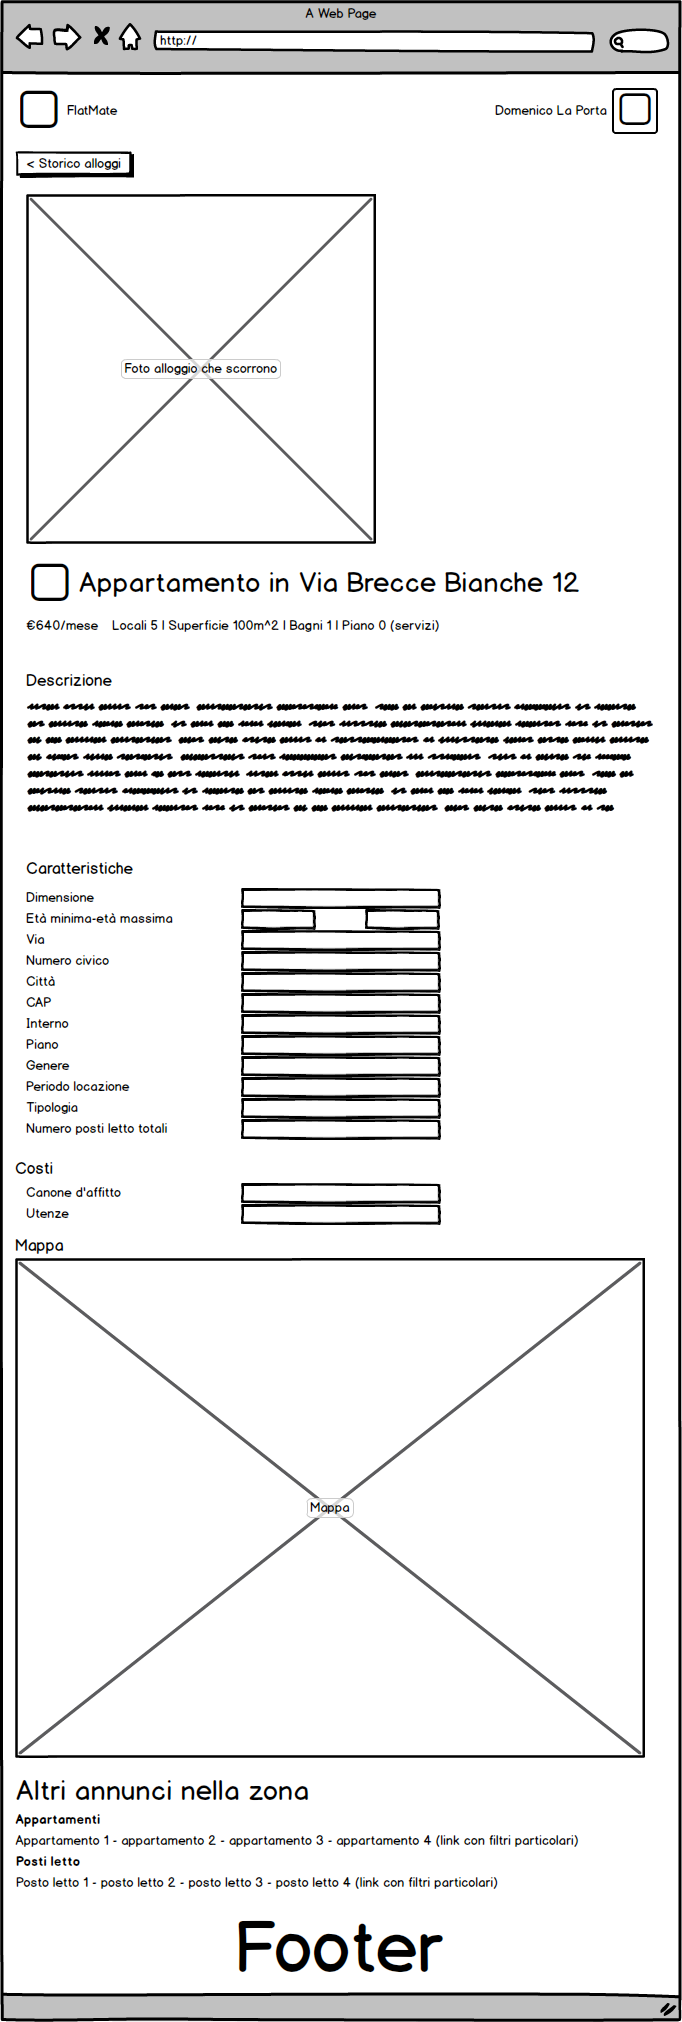 A Web Page
http://
FlatMate
Domenico La Porta
< Storico alloggi
Foto alloggio che scorrono
Appartamento in Via Brecce Bianche 12
€640/mese Locali 5 | Superficie 100m^2 | Bagni 1 | Piano 0 (servizi)
Descrizione
Caratteristiche
Dimensione
Età minima-età massima
Via
Numero civico
Città
CAP
Interno
Piano
Genere
Periodo locazione
Tipologia
Numero posti letto totali
Costi
Canone d'affitto
Utenze
Mappa
Mappa
Altri annunci nella zona
Appartamenti
Appartamento 1 - appartamento 2 - appartamento 3 - appartamento 4 (link con filtri particolari)
Posti letto
Posto letto 1 - posto letto 2 - posto letto 3 - posto letto 4 (link con filtri particolari)
Footer